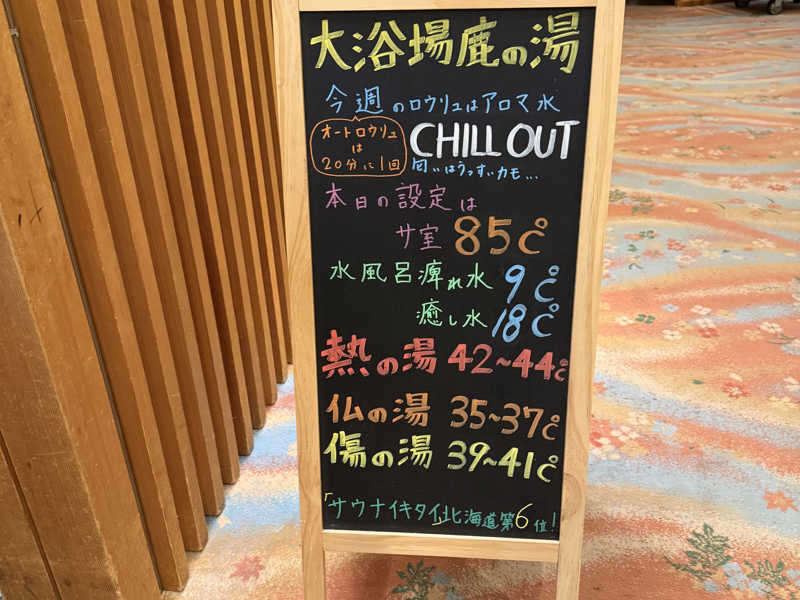 大浴場鹿の湯
今週のロウリュはアロマ水
オートロウリュ
は
20分に1回
CHILL OUT
匂いはうっすいカモ...
本日の設定は
サ室 85℃
水風呂痺れ水 9℃
癒し水 18℃
熱の湯 42~44℃
仏の湯 35~37℃
傷の湯 39~41℃
「サウナイキタイ」北海道第6位!